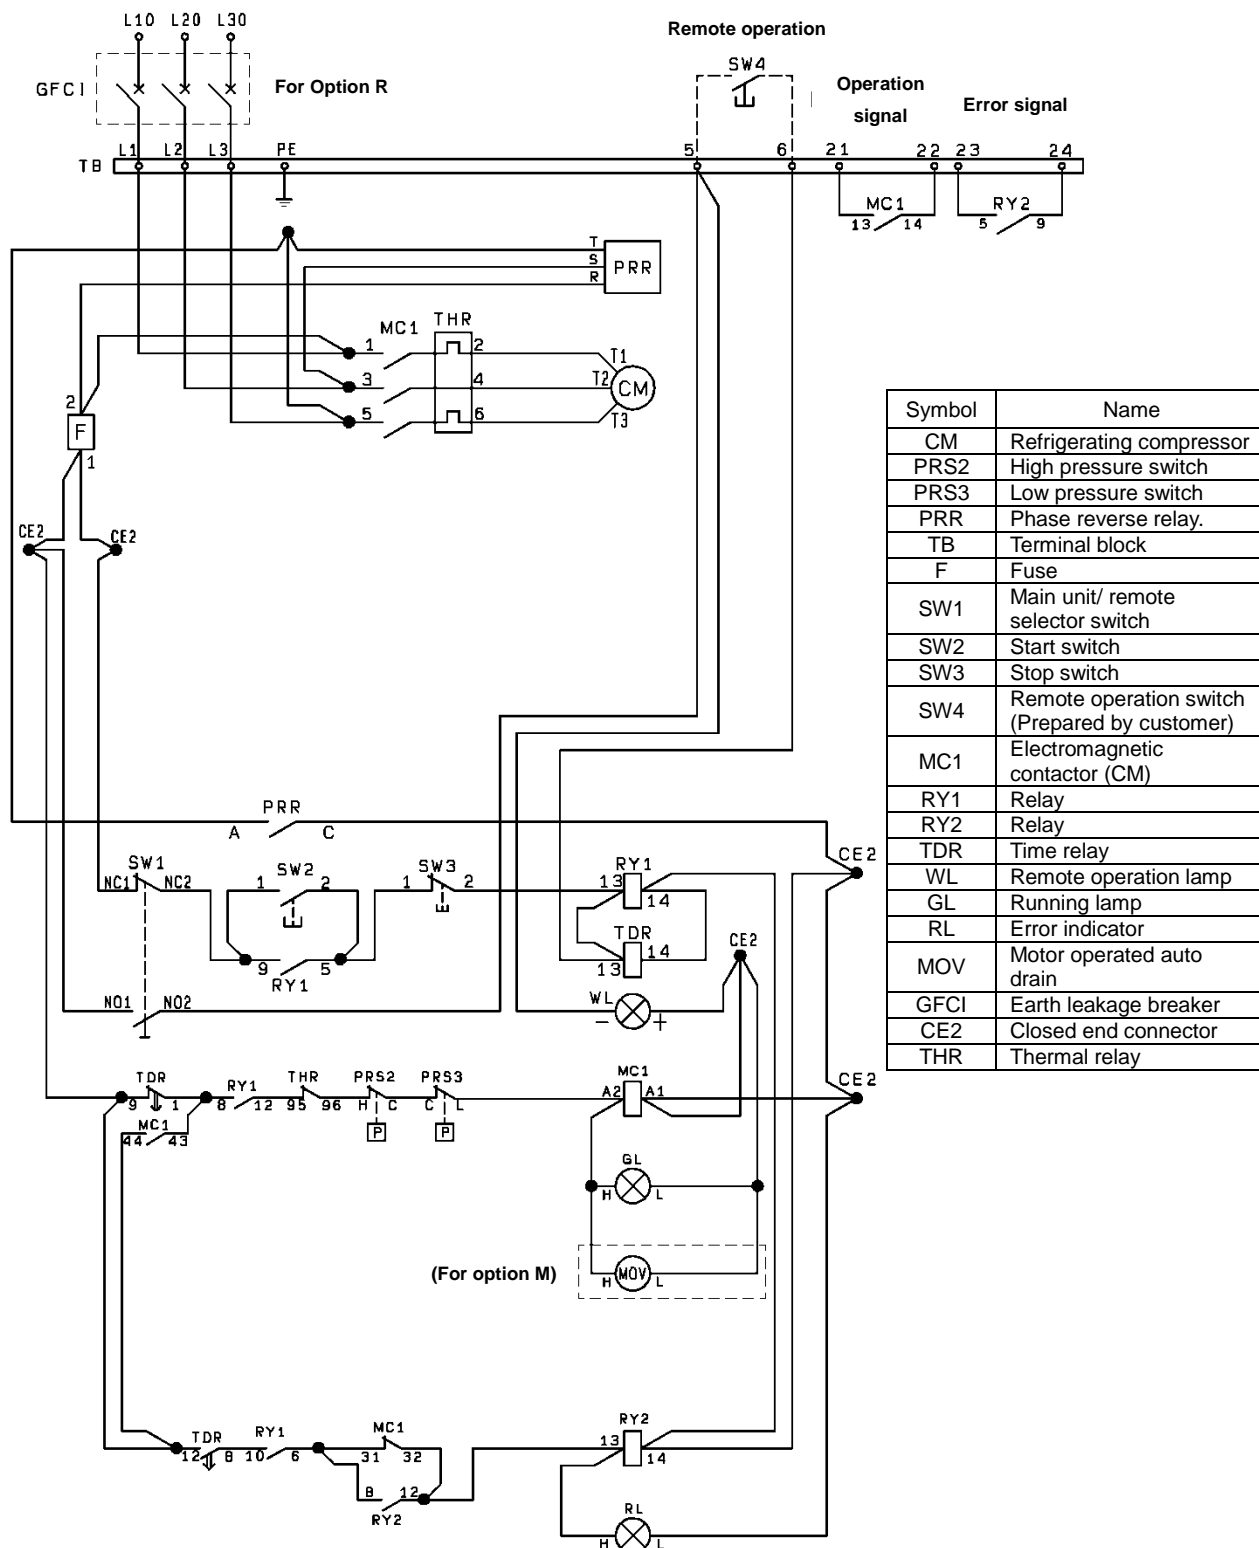 L10 L20 L30
Remote operation
SW4
GFCI
For Option R
Operation
signal
Error signal
TB
L1 L2 L3 PE 5 6 21 22 23 24
MC1
13 14
RY2
5 9
T
S
R
PRR
MC1 THR
1 2
3 4
5 6
T1
T2
T3
CM
2
F
1
CE2 CE2
PRR
A C
CE2
SW1
NC1 NC2
SW2
1 2
SW3
1 2
RY1
13 14
9 5
RY1
TDR
13 14
CE2
NO1 NO2
WL
- +
TDR
9 1
RY1
8 12
THR
95 96
PRS2
H C
PRS3
C L
MC1
A2 A1
CE2
MC1
44 43
P P
GL
H L
(For option M)
MOV
H L
TDR
12 8
RY1
10 6
MC1
31 32
RY2
13 14
8 12
RY2
RL
H L
Symbol Name
CM Refrigerating compressor
PRS2 High pressure switch
PRS3 Low pressure switch
PRR Phase reverse relay.
TB Terminal block
F Fuse
SW1 Main unit/ remote
selector switch
SW2 Start switch
SW3 Stop switch
SW4 Remote operation switch
(Prepared by customer)
MC1 Electromagnetic
contactor (CM)
RY1 Relay
RY2 Relay
TDR Time relay
WL Remote operation lamp
GL Running lamp
RL Error indicator
MOV Motor operated auto
drain
GFCI Earth leakage breaker
CE2 Closed end connector
THR Thermal relay